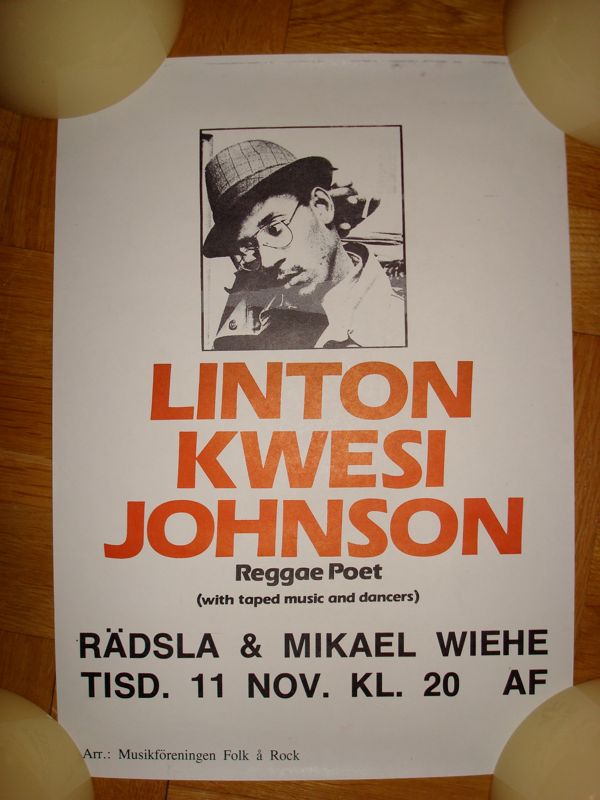 LINTON
KWESI
JOHNSON
Reggae Poet
(with taped music and dancers)
RÄDSLA & MIKAEL WIEHE
TISD. 11 NOV. KL. 20 AF
Arr.: Musikföreningen Folk å Rock